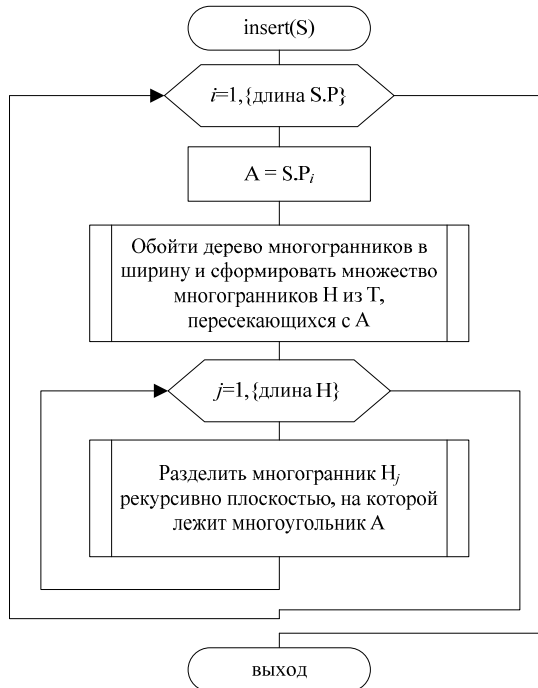 insert(S)
i=1,{длина S.P}
A = S.Pi
Обойти дерево многогранников в
ширину и сформировать множество
многогранников H из T,
пересекающихся с A
j=1,{длина H}
Разделить многогранник Hj
рекурсивно плоскостью, на которой
лежит многоугольник A
выход